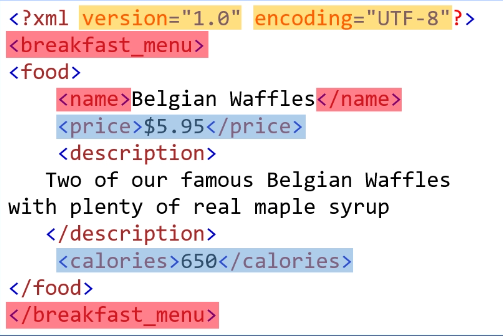 <?xml version="1.0" encoding="UTF-8"?>
<breakfast_menu>
<food>
<name>Belgian Waffles</name>
<price>$5.95</price>
<description>
Two of our famous Belgian Waffles
with plenty of real maple syrup
</description>
<calories>650</calories>
</food>
</breakfast_menu>